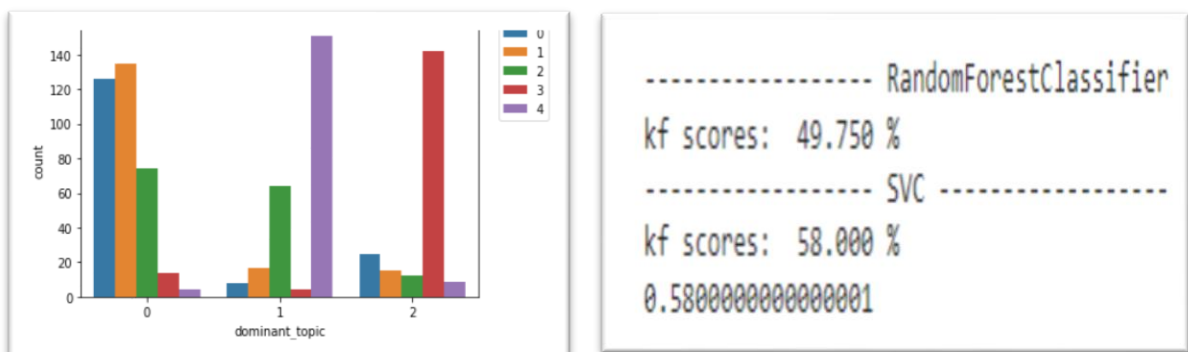 0
1
2
3
4
140
120
100
80
60
40
20
0
count
0 1 2
dominant_topic
------------------ RandomForestClassifier
kf scores: 49.750 %
------------------ SVC ------------------
kf scores: 58.000 %
0.5800000000000001